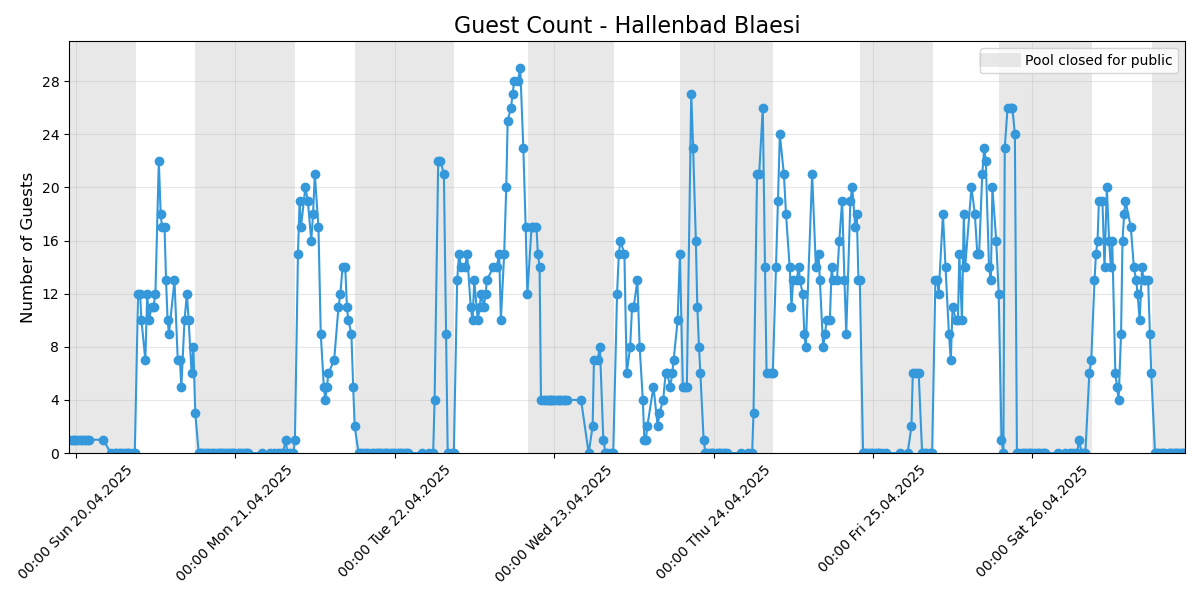 Guest Count - Hallenbad Blaesi
Pool closed for public
Number of Guests
28
24
20
16
12
8
4
0
00:00 Sun 20.04.2025
00:00 Mon 21.04.2025
00:00 Tue 22.04.2025
00:00 Wed 23.04.2025
00:00 Thu 24.04.2025
00:00 Fri 25.04.2025
00:00 Sat 26.04.2025